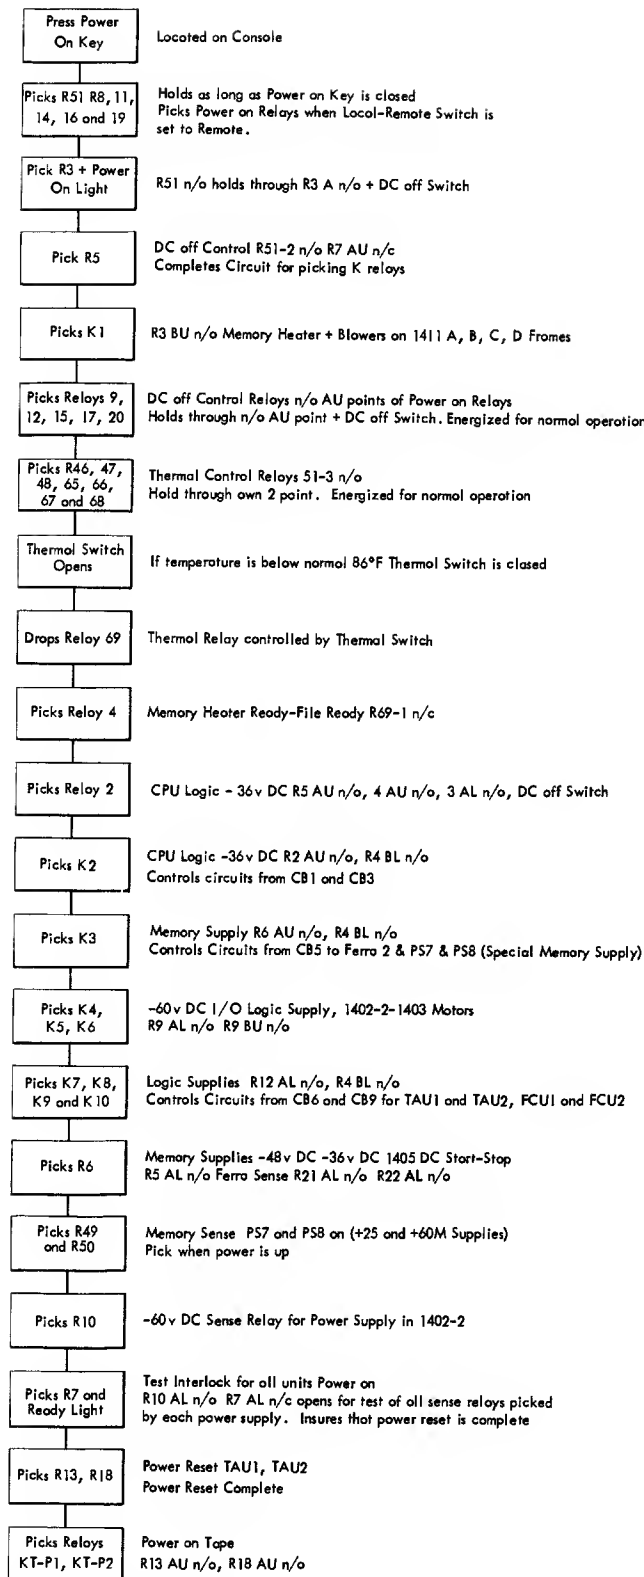 Press Power
On Key
Located on Console
Picks R51 R8, 11,
14, 16 and 19
Holds as long as Power on Key is closed
Picks Power on Relays when Local-Remote Switch is
set to Remote.
Pick R3 + Power
On Light
R51 n/o holds through R3 A n/o + DC off Switch
Pick R5
DC off Control R51-2 n/o R7 AU n/c
Completes Circuit for picking K relays
Picks K1
R3 BU n/o Memory Heater + Blowers on 1411 A, B, C, D Frames
Picks Relays 9,
12, 15, 17, 20
DC off Control Relays n/o AU points of Power on Relays
Holds through n/o AU point + DC off Switch. Energized for normal operation
Picks R46, 47,
48, 65, 66,
67 and 68
Thermal Control Relays 51-3 n/o
Hold through own 2 point. Energized for normal operation
Thermal Switch
Opens
If temperature is below normal 86°F Thermal Switch is closed
Drops Relay 69
Thermal Relay controlled by Thermal Switch
Picks Relay 4
Memory Heater Ready-File Ready R69-1 n/c
Picks Relay 2
CPU Logic - 36v DC R5 AU n/o, 4 AU n/o, 3 AL n/o, DC off Switch
Picks K2
CPU Logic -36v DC R2 AU n/o, R4 BL n/o
Controls circuits from CB1 and CB3
Picks K3
Memory Supply R6 AU n/o, R4 BL n/o
Controls Circuits from CB5 to Ferro 2 & PS7 & PS8 (Special Memory Supply)
Picks K4,
K5, K6
-60v DC I/O Logic Supply, 1402-2-1403 Motors
R9 AL n/o R9 BU n/o
Picks K7, K8,
K9 and K10
Logic Supplies R12 AL n/o, R4 BL n/o
Controls Circuits from CB6 and CB9 for TAU1 and TAU2, FCU1 and FCU2
Picks R6
Memory Supplies -48v DC -36v DC 1405 DC Start-Stop
R5 AL n/o Ferro Sense R21 AL n/o R22 AL n/o
Picks R49
and R50
Memory Sense PS7 and PS8 on (+25 and +60M Supplies)
Pick when power is up
Picks R10
-60v DC Sense Relay for Power Supply in 1402-2
Picks R7 and
Ready Light
Test Interlock for all units Power on
R10 AL n/o R7 AL n/c opens for test of all sense relays picked
by each power supply. Insures that power reset is complete
Picks R13, R18
Power Reset TAU1, TAU2
Power Reset Complete
Picks Relays
KT-P1, KT-P2
Power on Tape
R13 AU n/o, R18 AU n/o